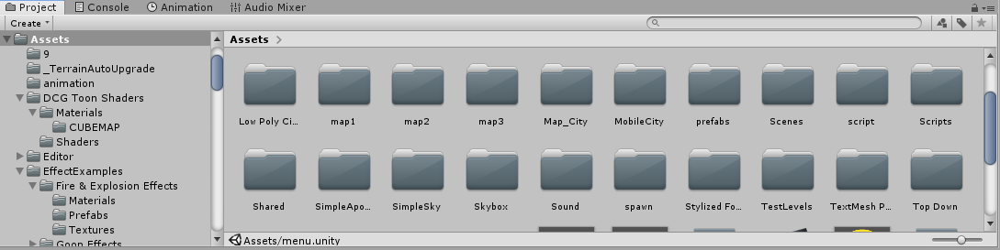 Project Console Animation Audio Mixer
Create
Assets
9
_TerrainAutoUpgrade
animation
DCG Toon Shaders
Materials
CUBEMAP
Shaders
Editor
EffectExamples
Fire & Explosion Effects
Materials
Prefabs
Textures
Goop Effects
Assets
Low Poly Ci... map1 map2 map3 Map_City MobileCity prefabs Scenes script Scripts
Shared SimpleApo... SimpleSky Skybox Sound spawn Stylized Fo... TestLevels TextMesh P... Top Down
Assets/menu.unity